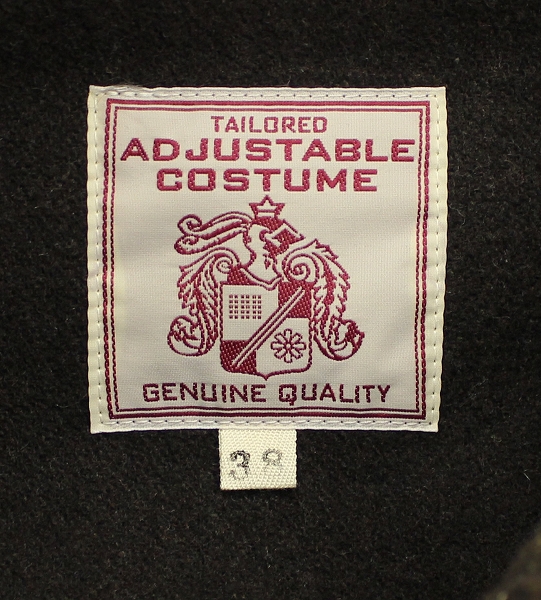 TAILORED
ADJUSTABLE
COSTUME
GENUINE QUALITY
38